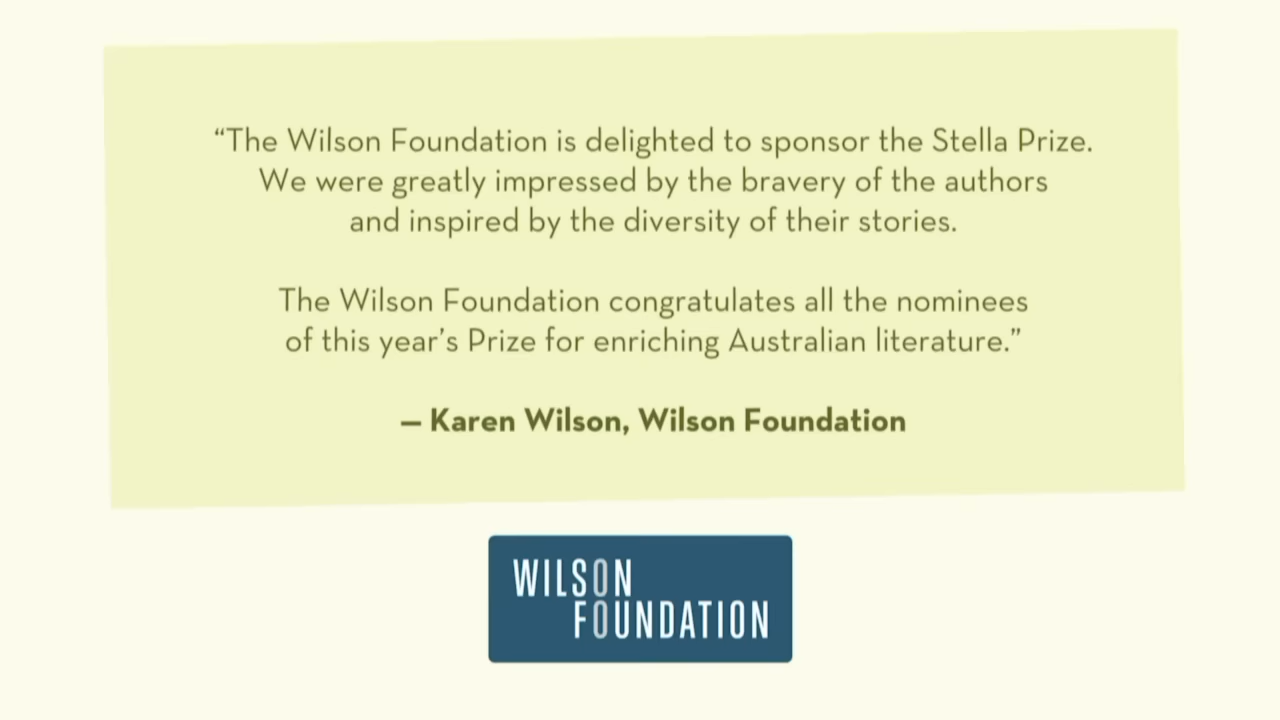 “The Wilson Foundation is delighted to sponsor the Stella Prize.
We were greatly impressed by the bravery of the authors
and inspired by the diversity of their stories.
The Wilson Foundation congratulates all the nominees
of this year’s Prize for enriching Australian literature.”
— Karen Wilson, Wilson Foundation
WILSON
FOUNDATION